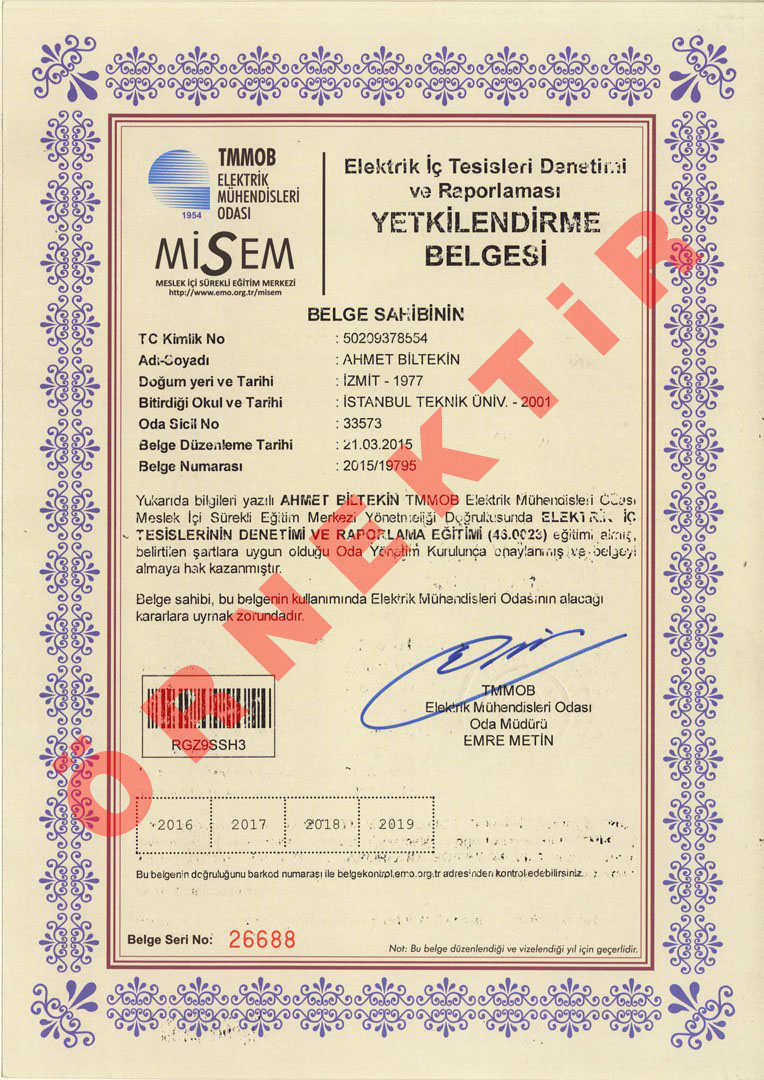 TMMOB
ELEKTRİK
MÜHENDİSLERİ
ODASI
1954
MiSEM
MESLEK İÇİ SÜREKLİ EĞİTİM MERKEZİ
http://www.emo.org.tr/misem
Elektrik İç Tesisleri Denetimi
ve Raporlaması
YETKİLENDİRME
BELGESİ
BELGE SAHIBININ
TC Kimlik No : 50209378554
Adı-Soyadı : AHMET BİLTEKİN
Doğum yeri ve Tarihi : İZMİT - 1977
Bitirdiği Okul ve Tarihi : İSTANBUL TEKNİK ÜNİV. - 2001
Oda Sicil No : 33573
Belge Düzenleme Tarihi : 21.03.2015
Belge Numarası : 2015/19795
Yukarıda bilgileri yazılı AHMET BİLTEKİN TMMOB Elektrik Mühendisleri Odası
Meslek İçi Sürekli Eğitim Merkezi Yönetmeliği Doğrultusunda ELEKTRİK İÇ
TESİSLERİNİN DENETİMİ VE RAPORLAMA EĞİTİMİ (46.0023) eğitimi almış,
belirtilen şartlara uygun olduğu Oda Yönetim Kurulunca onaylanmış ve belgeyi
almaya hak kazanmıştır.
Belge sahibi, bu belgenin kullanımında Elektrik Mühendisleri Odasının alacağı
kararlara uymak zorundadır.
TMMOB
Elektrik Mühendisleri Odası
Oda Müdürü
EMRE METİN
RGZ9SSH3
2016 2017 2018 2019
Bu belgenin doğruluğunu barkod numarası ile belgekontrol.emo.org.tr adresinden kontrol edebilirsiniz.
Belge Seri No: 26688
Not: Bu belge düzenlendiği ve vizelendiği yıl için geçerlidir.
ÖRNEKTiR